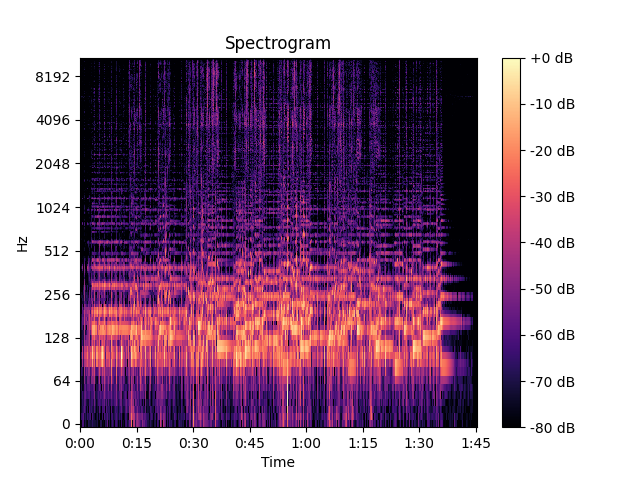 Spectrogram
8192
4096
2048
1024
512
256
128
64
0
Hz
0:00 0:15 0:30 0:45 1:00 1:15 1:30 1:45
Time
+0 dB
-10 dB
-20 dB
-30 dB
-40 dB
-50 dB
-60 dB
-70 dB
-80 dB